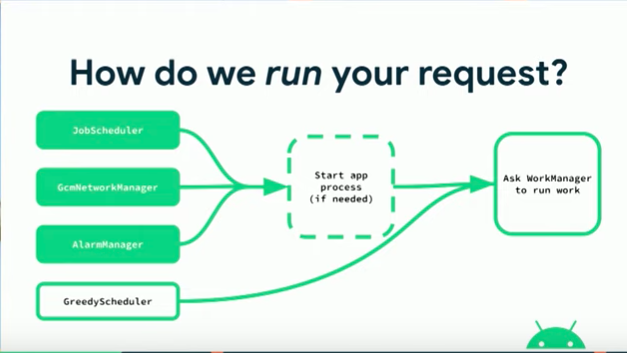 How do we run your request?
JobScheduler
GcmNetworkManager
AlarmManager
GreedyScheduler
Start app
process
(if needed)
Ask WorkManager
to run work